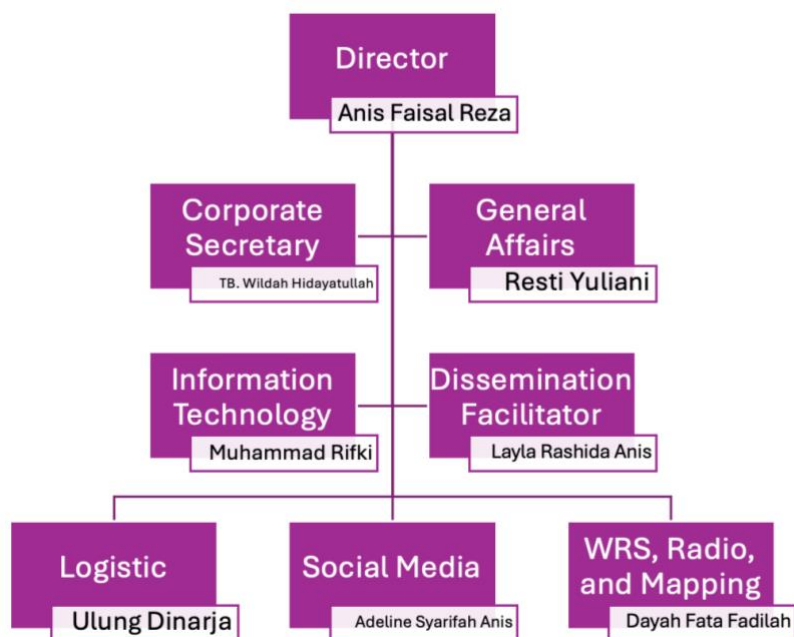 Director
Anis Faisal Reza
Corporate
Secretary
TB. Wildah Hidayatullah
General
Affairs
Resti Yuliani
Information
Technology
Muhammad Rifki
Dissemination
Facilitator
Layla Rashida Anis
Logistic
Ulung Dinarja
Social Media
Adeline Syarifah Anis
WRS, Radio,
and Mapping
Dayah Fata Fadilah